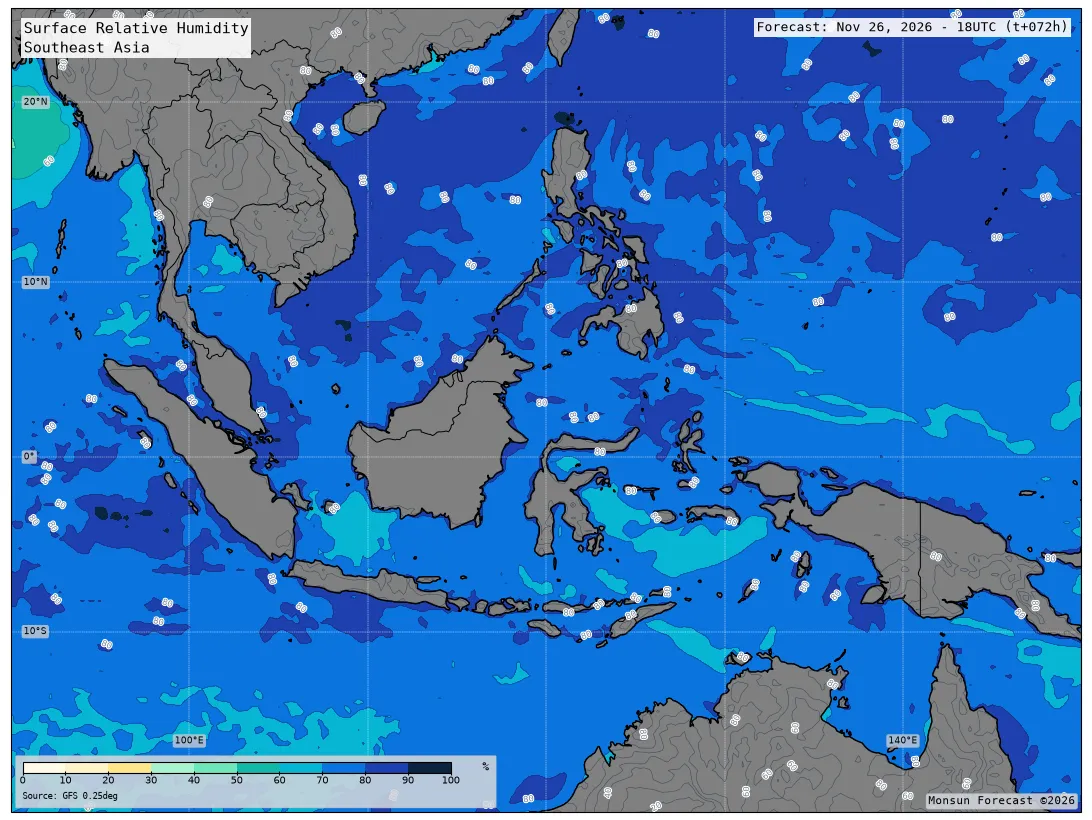 Surface Relative Humidity
Southeast Asia
Forecast: Nov 26, 2026 - 18UTC (t+072h)
20°N
10°N
0°
10°S
100°E
140°E
%
0 10 20 30 40 50 60 70 80 90 100
Source: GFS 0.25deg
Monsun Forecast ©2026